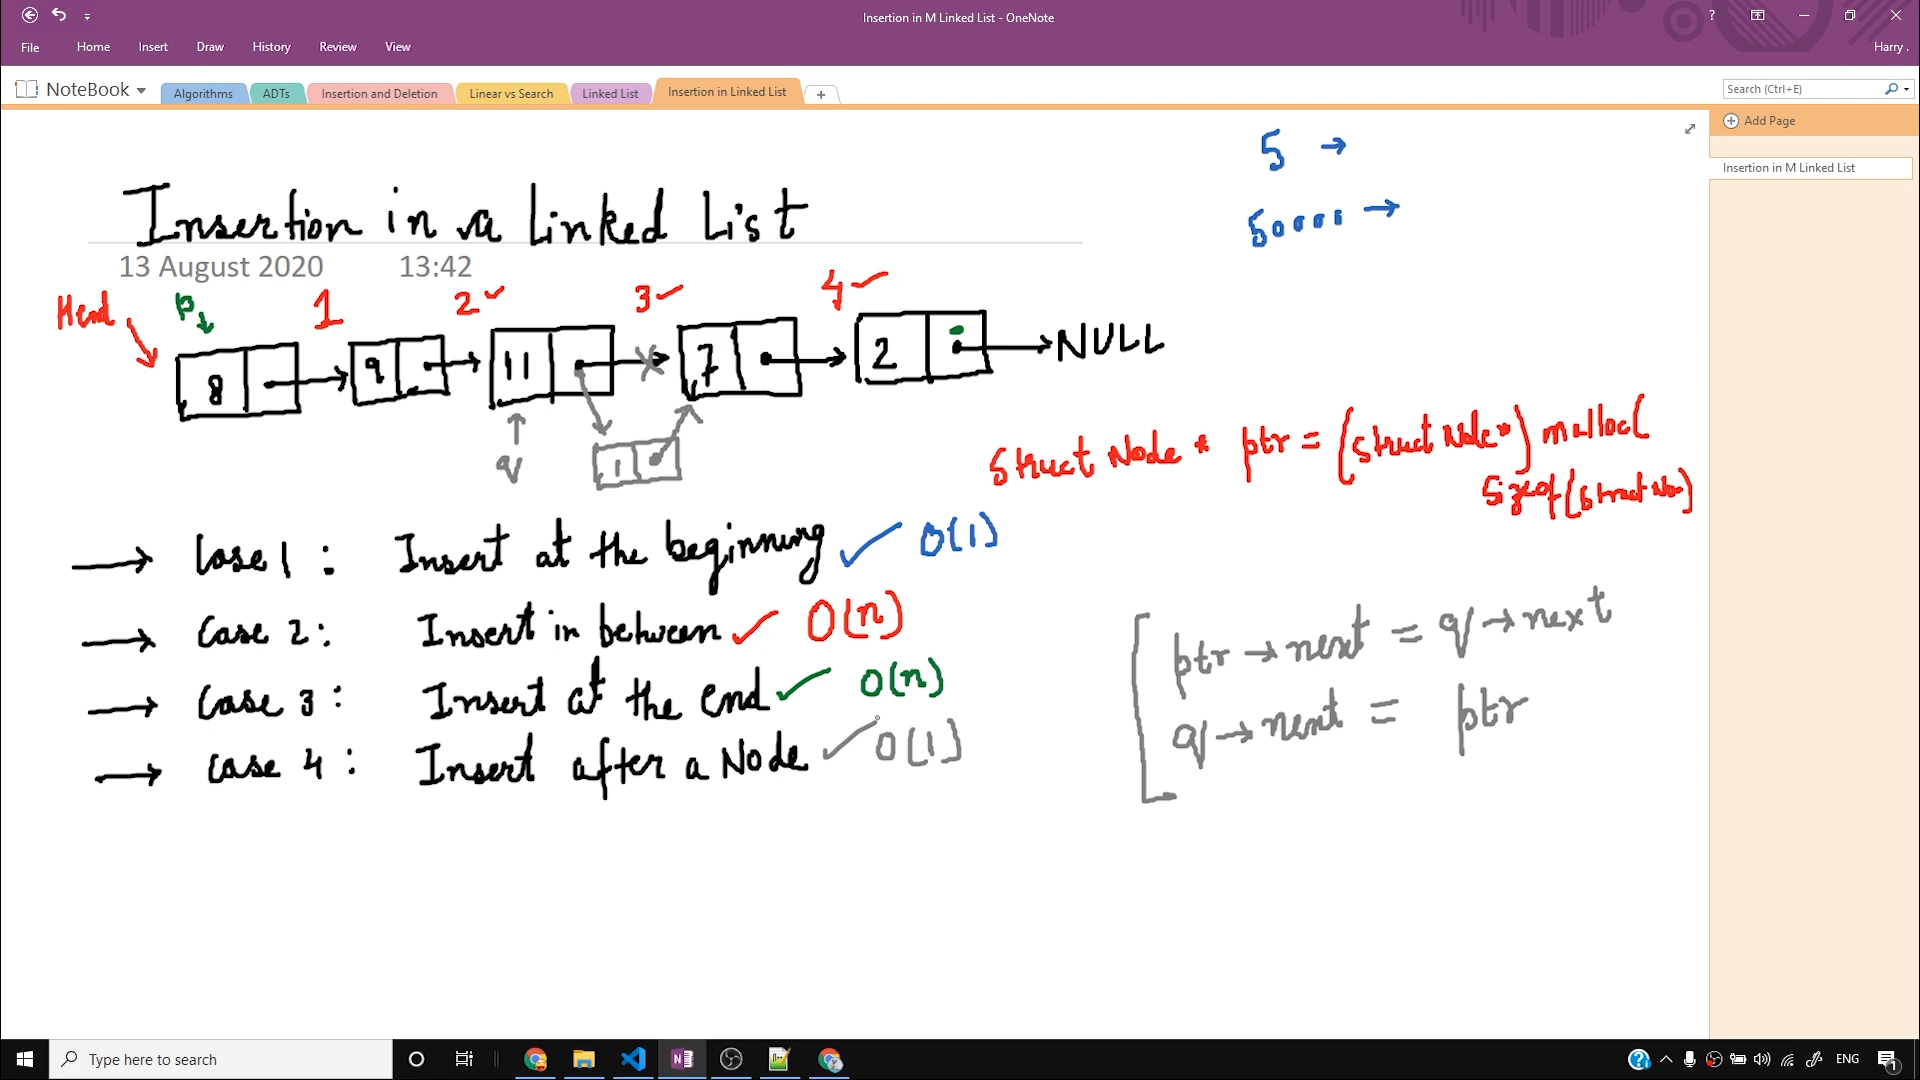 Insertion in M Linked List - OneNote
?
File Home Insert Draw History Review View
Harry .
NoteBook Algorithms ADTs Insertion and Deletion Linear vs Search Linked List Insertion in Linked List +
Search (Ctrl+E)
Add Page
Insertion in M Linked List
5 →
50000 →
Insertion in a Linked List
13 August 2020 13:42
Head p 1 2 3 4
8 9 11 7 2 NULL
q 1
Struct Node * ptr = (struct Node*) malloc(
Sizeof(struct Node)
→ Case 1 : Insert at the beginning ✓ O(1)
→ Case 2 : Insert in between ✓ O(n)
→ Case 3 : Insert at the end ✓ O(n)
→ Case 4 : Insert after a Node ✓ O(1)
ptr → next = q → next
q → next = ptr
Type here to search
ENG
1